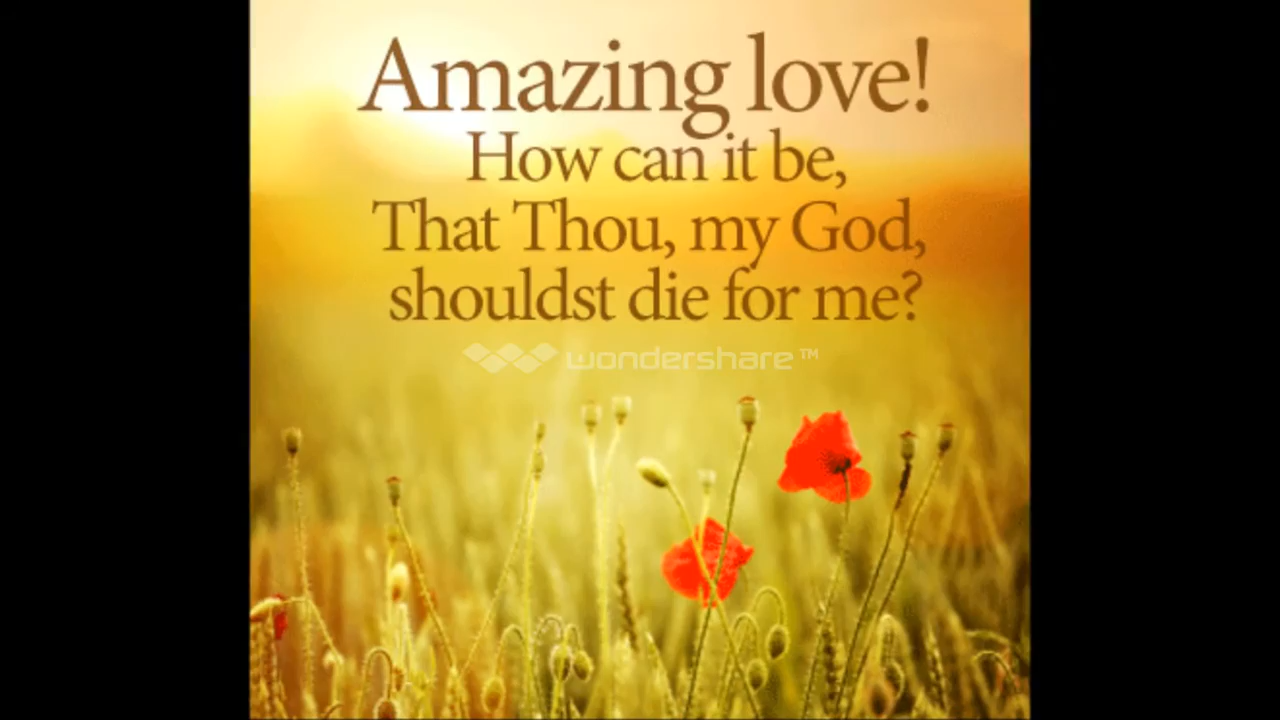 Amazing love!
How can it be,
That Thou, my God,
shouldst die for me?
wondershare™